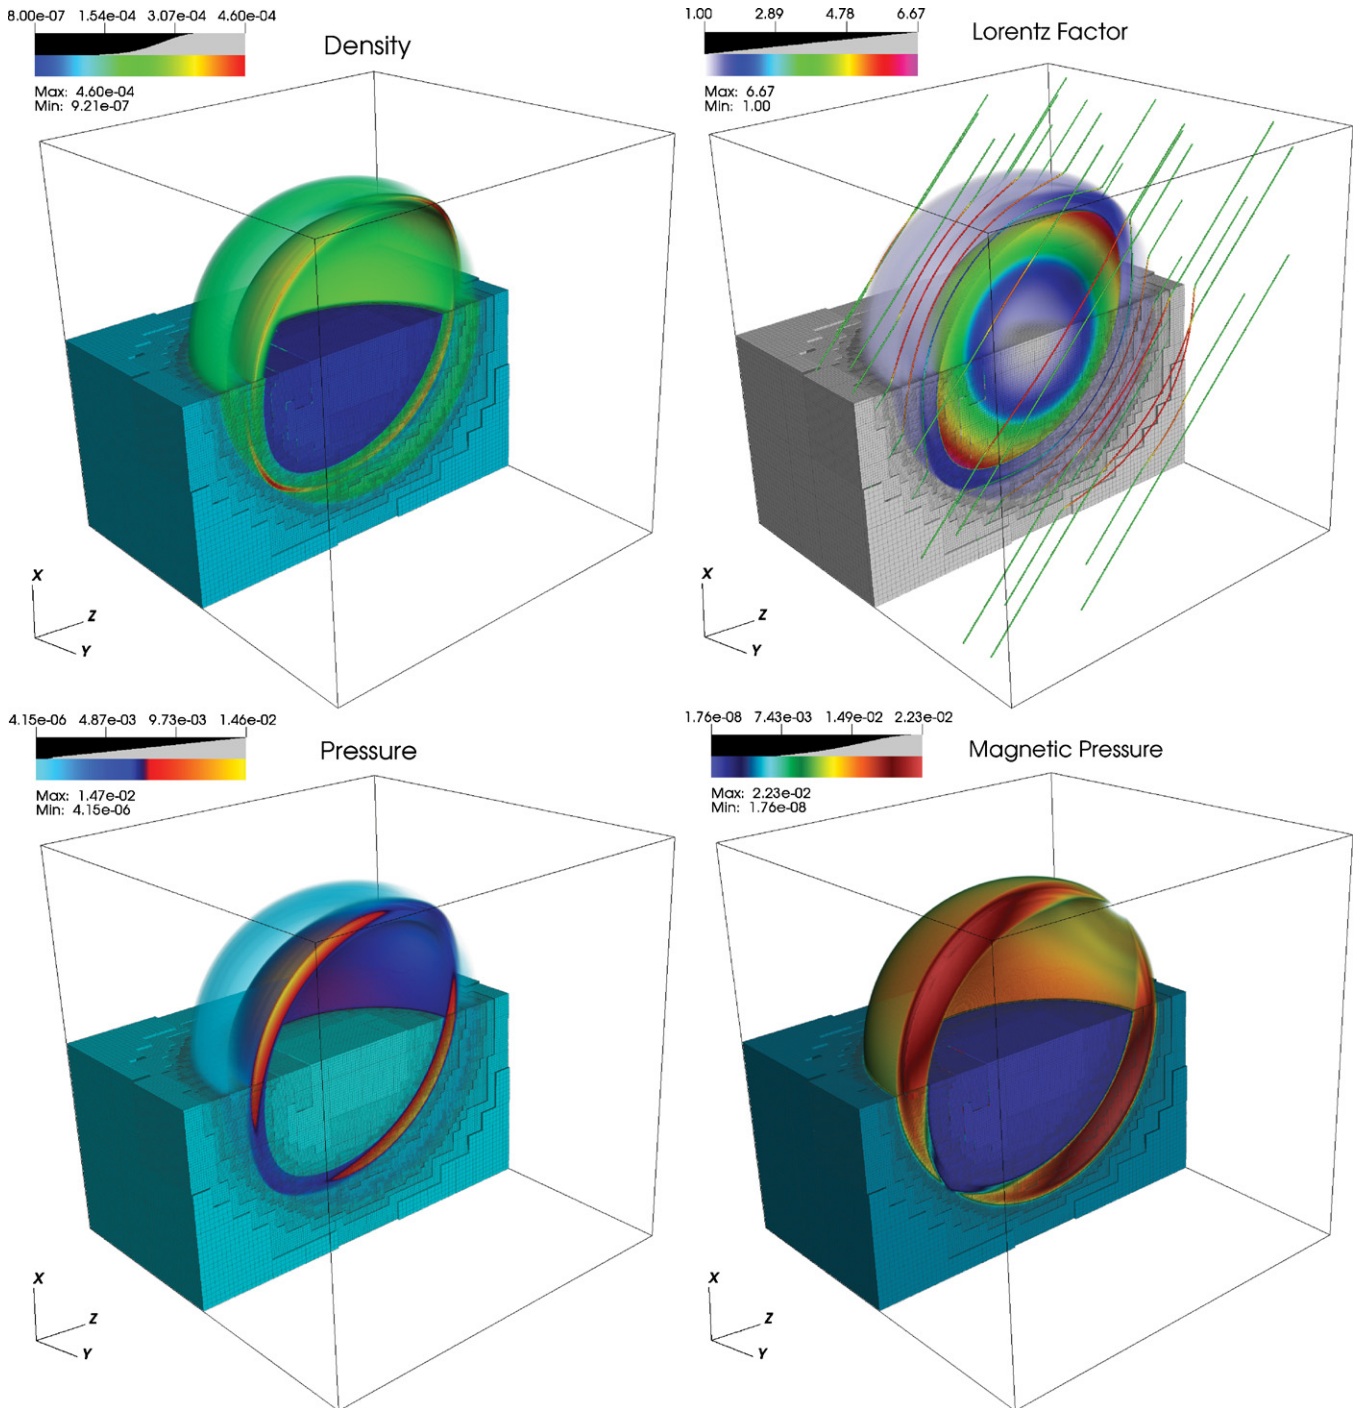 8.00e-07 1.54e-04 3.07e-04 4.60e-04
Density
Max: 4.60e-04
Min: 9.21e-07
X
Z
Y
1.00 2.89 4.78 6.67
Lorentz Factor
Max: 6.67
Min: 1.00
X
Z
Y
4.15e-06 4.87e-03 9.73e-03 1.46e-02
Pressure
Max: 1.47e-02
Min: 4.15e-06
X
Z
Y
1.76e-08 7.43e-03 1.49e-02 2.23e-02
Magnetic Pressure
Max: 2.23e-02
Min: 1.76e-08
X
Z
Y